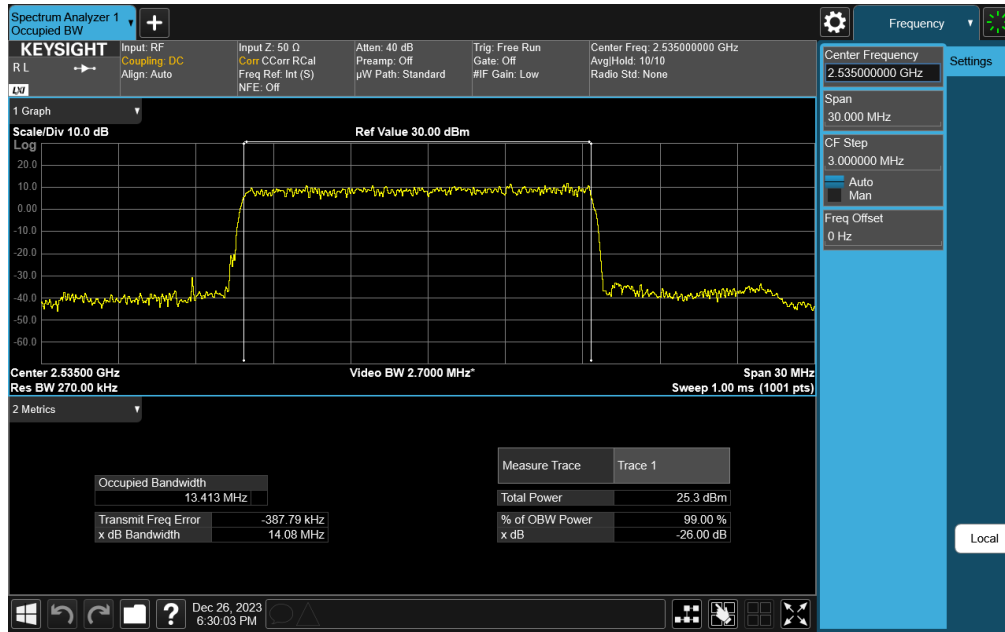 Spectrum Analyzer 1
Occupied BW
Frequency
KEYSIGHT
R L
LXI
Input: RF
Coupling: DC
Align: Auto
Input Z: 50 Ω
Corr CCorr RCal
Freq Ref: Int (S)
NFE: Off
Atten: 40 dB
Preamp: Off
µW Path: Standard
Trig: Free Run
Gate: Off
#IF Gain: Low
Center Freq: 2.535000000 GHz
Avg|Hold: 10/10
Radio Std: None
Center Frequency
2.535000000 GHz
Settings
Span
30.000 MHz
CF Step
3.000000 MHz
Auto
Man
Freq Offset
0 Hz
Local
1 Graph
Scale/Div 10.0 dB
Ref Value 30.00 dBm
Log
20.0
10.0
0.00
-10.0
-20.0
-30.0
-40.0
-50.0
-60.0
Center 2.53500 GHz
Video BW 2.7000 MHz*
Span 30 MHz
Res BW 270.00 kHz
Sweep 1.00 ms (1001 pts)
2 Metrics
Measure Trace Trace 1
Occupied Bandwidth
13.413 MHz
Total Power 25.3 dBm
Transmit Freq Error -387.79 kHz
% of OBW Power 99.00 %
x dB Bandwidth 14.08 MHz
x dB -26.00 dB
?
Dec 26, 2023
6:30:03 PM